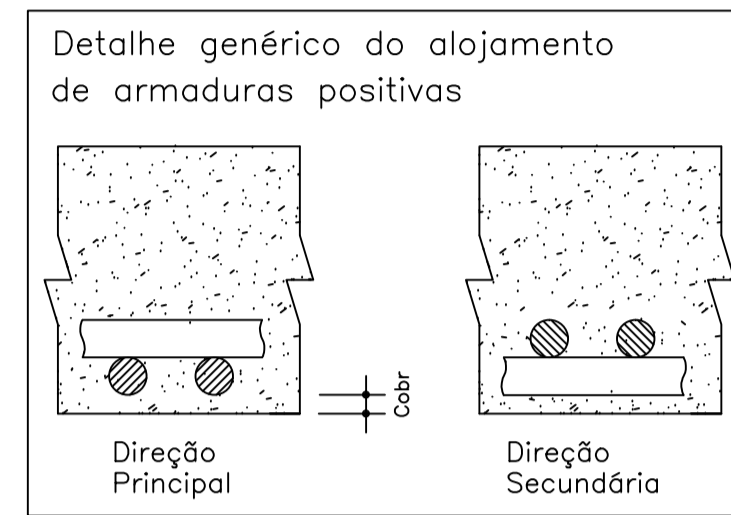 Detalhe genérico do alojamento
de armaduras positivas
Cobr
Direção
Principal
Direção
Secundária